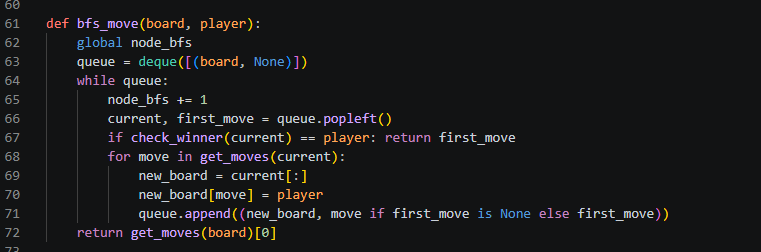 60
61 def bfs_move(board, player):
62     global node_bfs
63     queue = deque([(board, None)])
64     while queue:
65         node_bfs += 1
66         current, first_move = queue.popleft()
67         if check_winner(current) == player: return first_move
68         for move in get_moves(current):
69             new_board = current[:]
70             new_board[move] = player
71             queue.append((new_board, move if first_move is None else first_move))
72     return get_moves(board)[0]
73